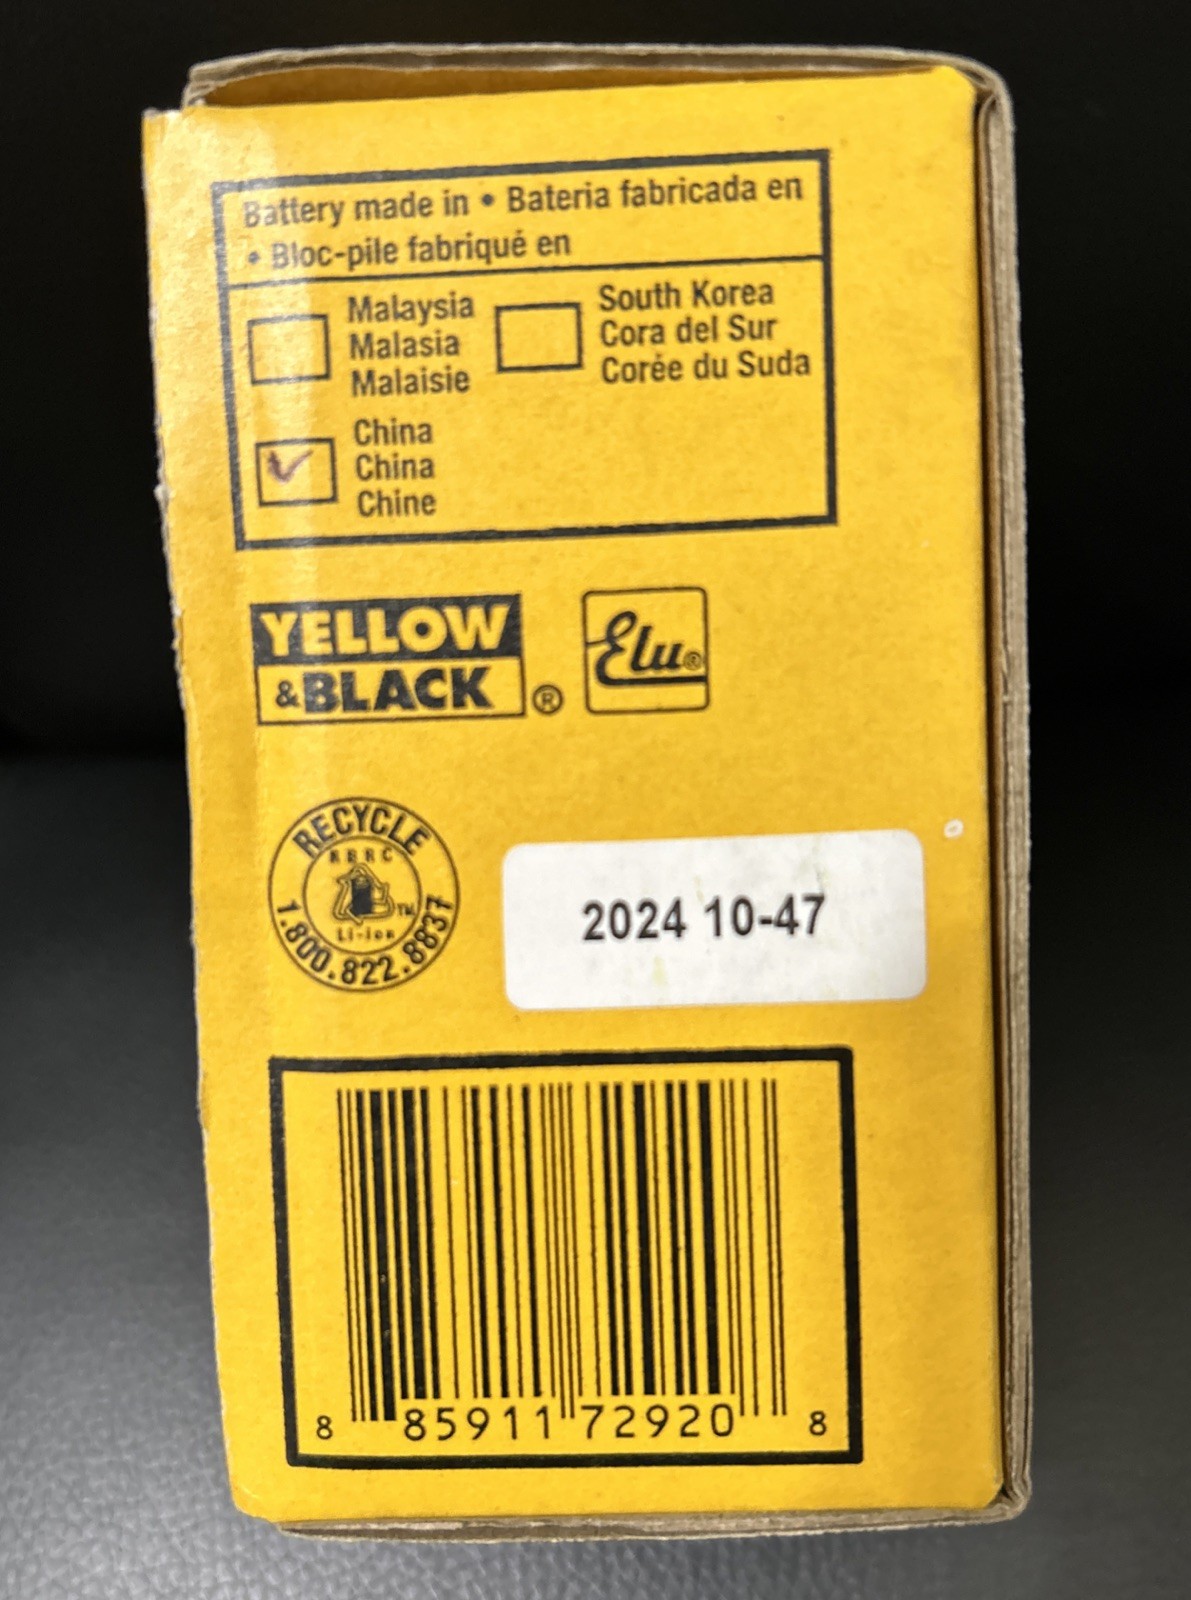 Battery made in • Bateria fabricada en
• Bloc-pile fabriqué en
Malaysia
Malasia
Malaisie
South Korea
Cora del Sur
Corée du Suda
China
China
Chine
YELLOW
&BLACK ®
Elu®
RECYCLE
RBRC
TM
Li-ion
1.800.822.8837
2024 10-47
8 85911 72920 8